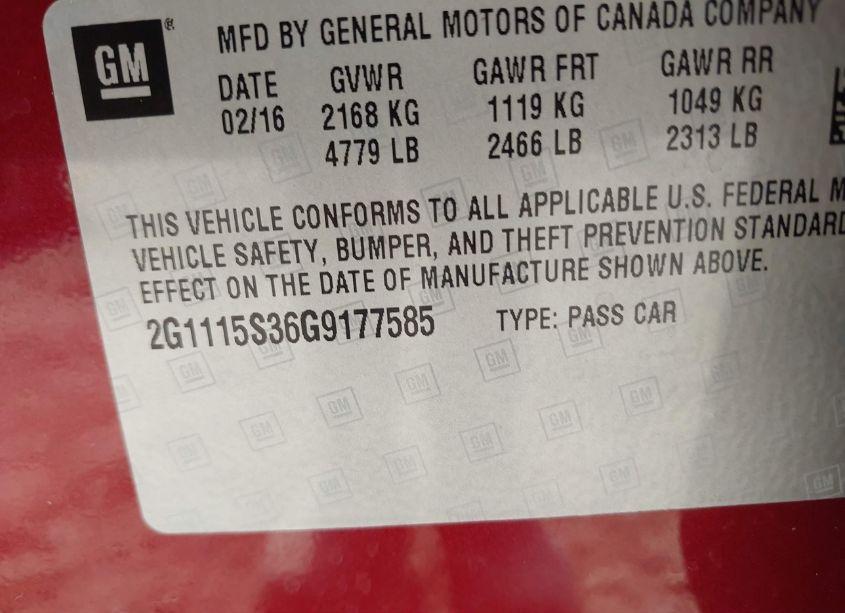 GM® MFD BY GENERAL MOTORS OF CANADA COMPANY
DATE GVWR GAWR FRT GAWR RR
02/16 2168 KG 1119 KG 1049 KG
4779 LB 2466 LB 2313 LB
THIS VEHICLE CONFORMS TO ALL APPLICABLE U.S. FEDERAL M
VEHICLE SAFETY, BUMPER, AND THEFT PREVENTION STANDARD
EFFECT ON THE DATE OF MANUFACTURE SHOWN ABOVE.
2G1115S36G9177585 TYPE: PASS CAR